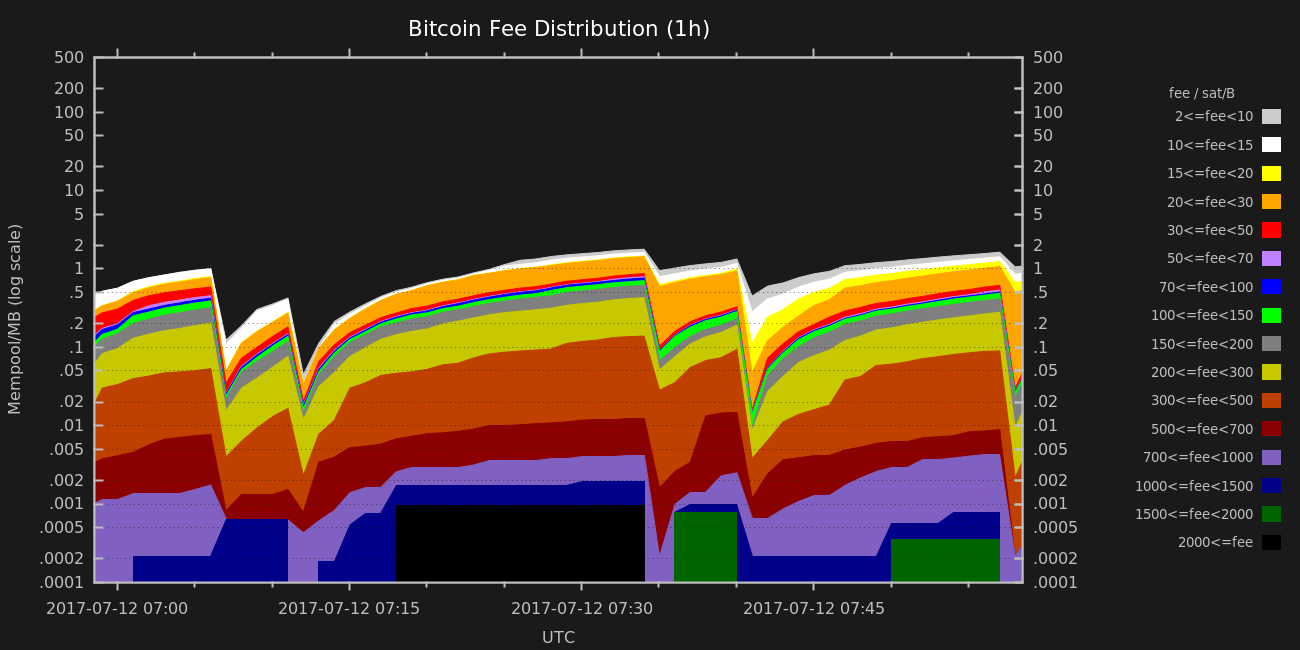 Bitcoin Fee Distribution (1h)
Mempool/MB (log scale)
500
200
100
50
20
10
5
2
1
.5
.2
.1
.05
.02
.01
.005
.002
.001
.0005
.0002
.0001
500
200
100
50
20
10
5
2
1
.5
.2
.1
.05
.02
.01
.005
.002
.001
.0005
.0002
.0001
2017-07-12 07:00
2017-07-12 07:15
2017-07-12 07:30
2017-07-12 07:45
UTC
fee / sat/B
2<=fee<10
10<=fee<15
15<=fee<20
20<=fee<30
30<=fee<50
50<=fee<70
70<=fee<100
100<=fee<150
150<=fee<200
200<=fee<300
300<=fee<500
500<=fee<700
700<=fee<1000
1000<=fee<1500
1500<=fee<2000
2000<=fee